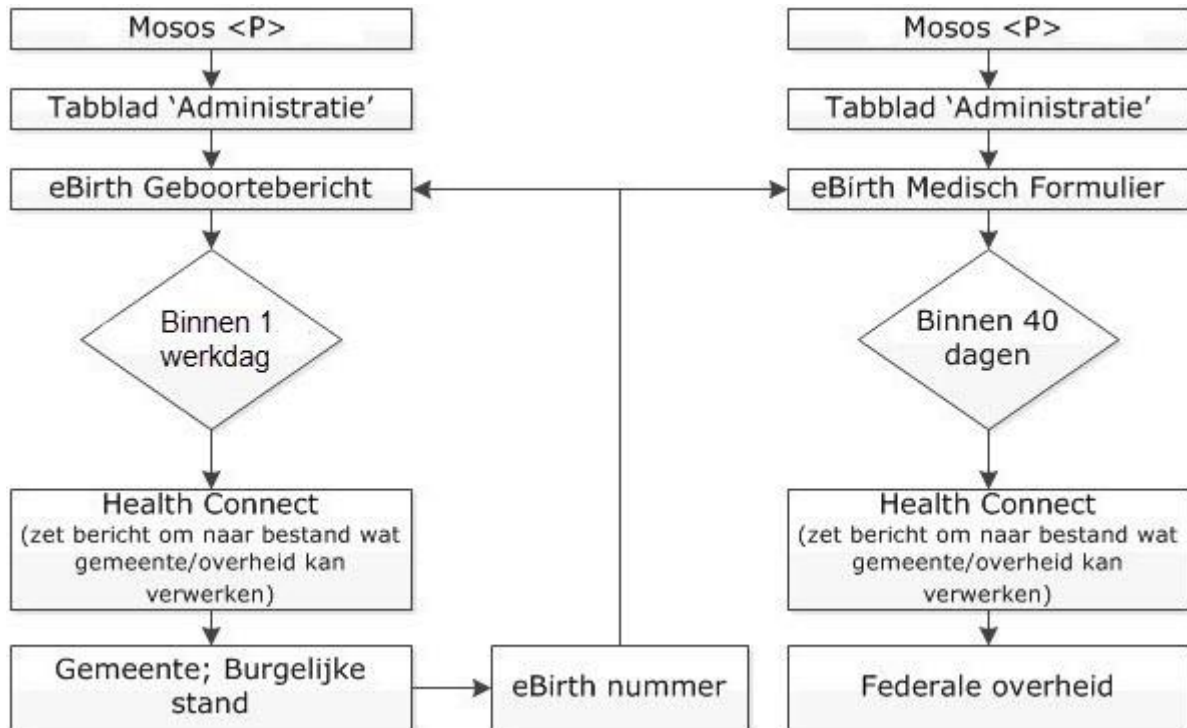 Mosos <P>
Tabblad ‘Administratie’
eBirth Geboortebericht
Binnen 1
werkdag
Health Connect
(zet bericht om naar bestand wat
gemeente/overheid kan
verwerken)
Gemeente; Burgelijke
stand
eBirth nummer
Mosos <P>
Tabblad ‘Administratie’
eBirth Medisch Formulier
Binnen 40
dagen
Health Connect
(zet bericht om naar bestand wat
gemeente/overheid kan
verwerken)
Federale overheid